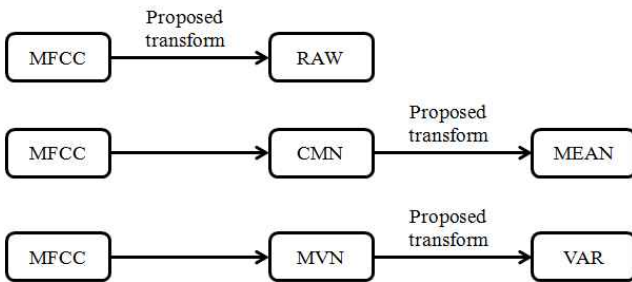 Proposed
transform
MFCC
RAW
Proposed
transform
MFCC
CMN
MEAN
Proposed
transform
MFCC
MVN
VAR